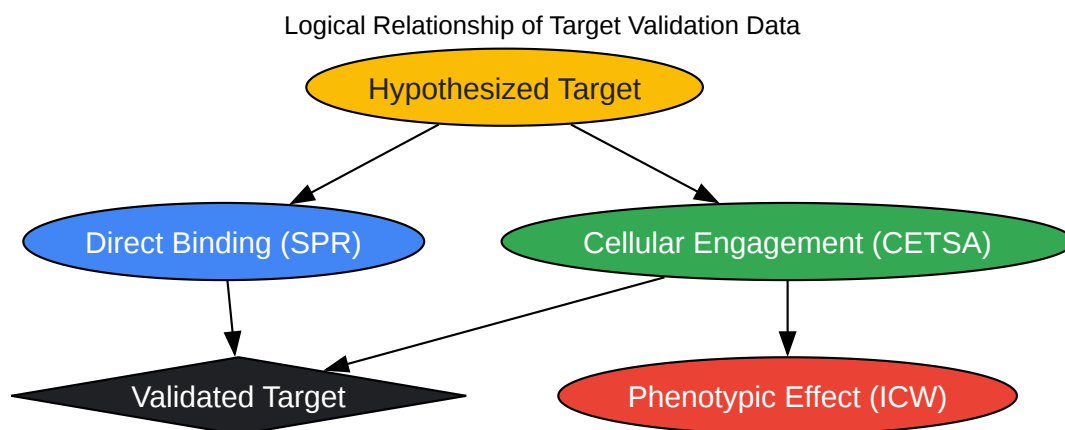 Logical Relationship of Target Validation Data
Hypothesized Target
Direct Binding (SPR)
Cellular Engagement (CETSA)
Validated Target
Phenotypic Effect (ICW)